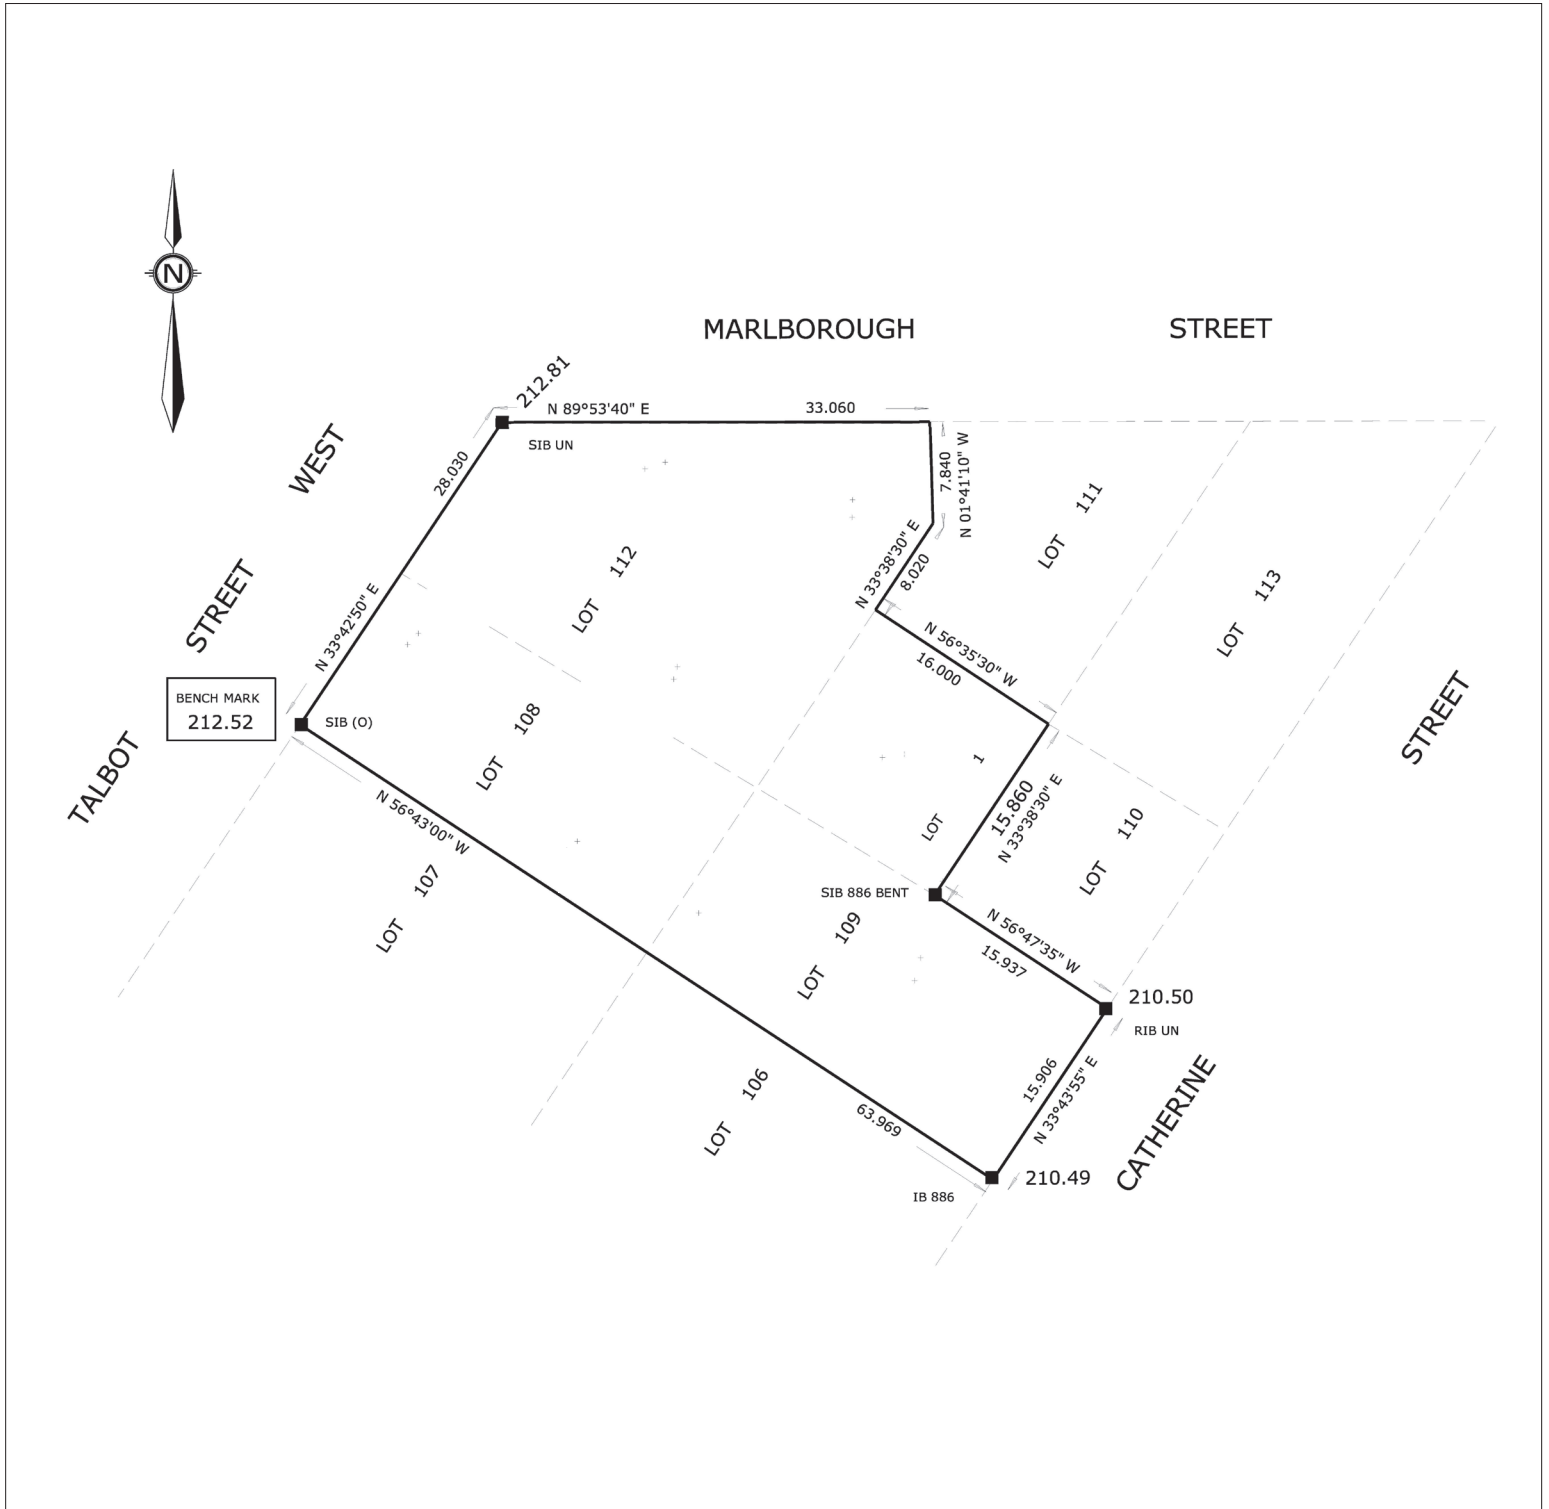 N
MARLBOROUGH STREET
212.81
N 89°53'40" E 33.060
SIB UN
28.030
WEST
7.840
N 01°41'10" W
LOT 111
N 33°38'30" E
8.020
LOT 112
LOT 113
STREET
N 33°42'50" E
N 56°35'30" W
16.000
BENCH MARK
212.52
SIB (O)
LOT 108
STREET
TALBOT
LOT 1
15.860
N 33°38'30" E
LOT 110
N 56°43'00" W
LOT 107
SIB 886 BENT
LOT 109
N 56°47'35" W
15.937
210.50
RIB UN
15.906
N 33°43'55" E
CATHERINE
LOT 106
63.969
210.49
IB 886